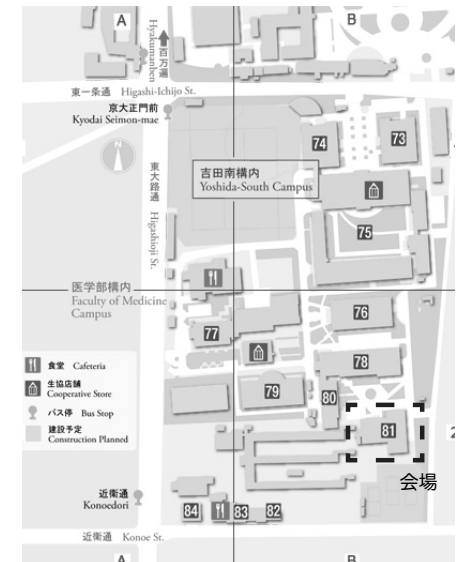 A
B
Hyakumanben
百万遍
東一条通 Higashi-Ichijo St.
京大正門前
Kyodai Seimon-mae
N
74
73
吉田南構内
Yoshida-South Campus
東大路通 Higashioji St.
75
医学部構内
Faculty of Medicine
Campus
76
77
78
79
80
81
会場
2
食堂 Cafeteria
生協店舗
Cooperative Store
バス停 Bus Stop
建設予定
Construction Planned
近衛通
Konoedori
84
83
82
近衛通 Konoe St.
A
B